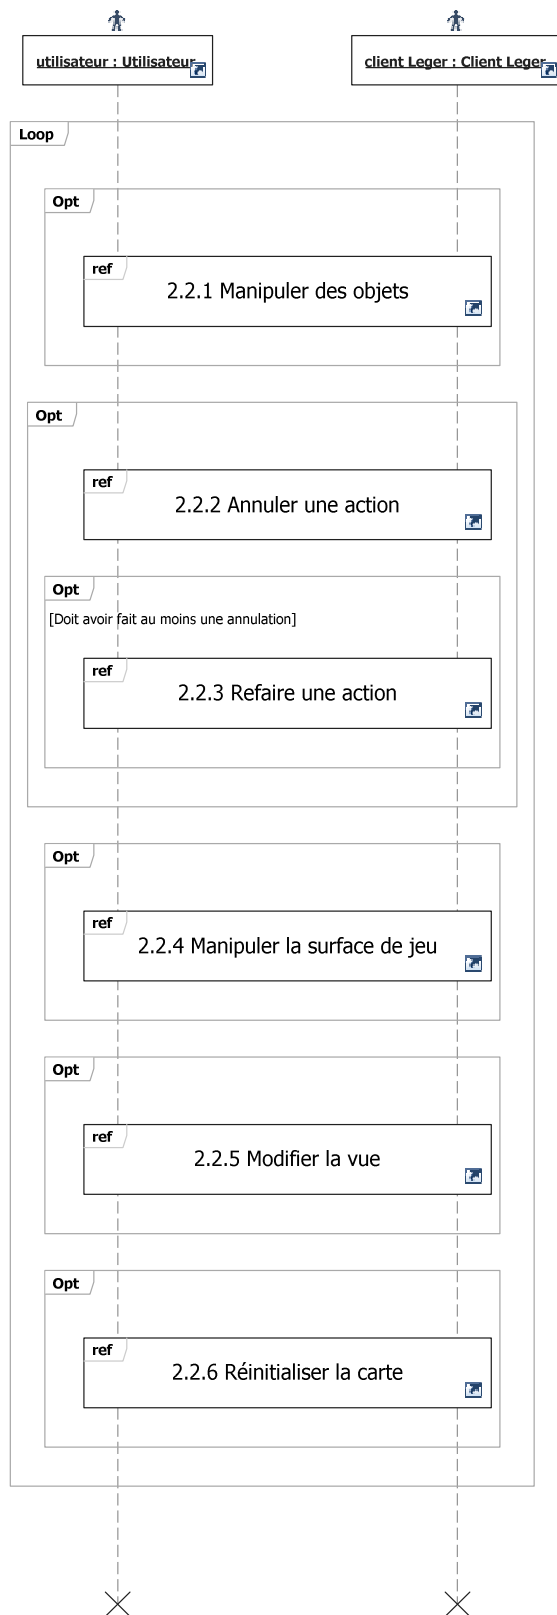 utilisateur : Utilisateur
client Leger : Client Leger
Loop
Opt
ref
2.2.1 Manipuler des objets
Opt
ref
2.2.2 Annuler une action
Opt
[Doit avoir fait au moins une annulation]
ref
2.2.3 Refaire une action
Opt
ref
2.2.4 Manipuler la surface de jeu
Opt
ref
2.2.5 Modifier la vue
Opt
ref
2.2.6 Réinitialiser la carte